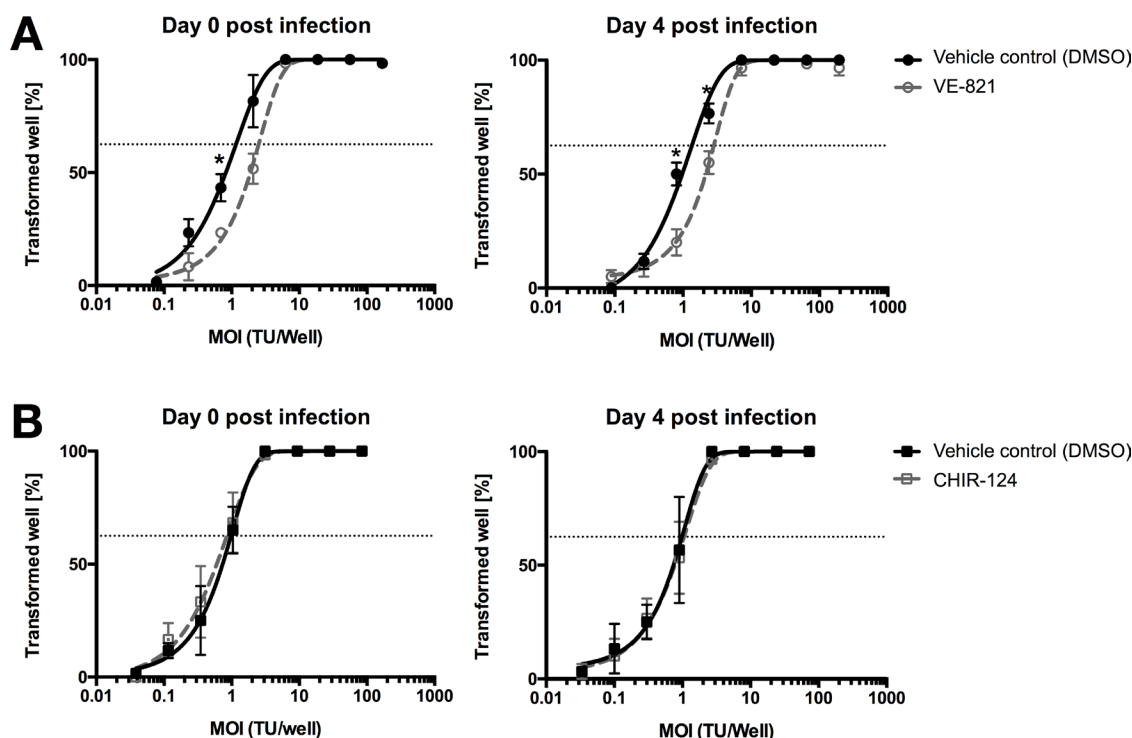 A
Day 0 post infection
Day 4 post infection
Vehicle control (DMSO)
VE-821
Transformed well [%]
100
50
0
*
0.01 0.1 1 10 100 1000
MOI (TU/Well)
Transformed well [%]
100
50
0
*
*
0.01 0.1 1 10 100 1000
MOI (TU/Well)
B
Day 0 post infection
Day 4 post infection
Vehicle control (DMSO)
CHIR-124
Transformed well [%]
100
50
0
0.01 0.1 1 10 100 1000
MOI (TU/well)
Transformed well [%]
100
50
0
0.01 0.1 1 10 100 1000
MOI (TU/Well)